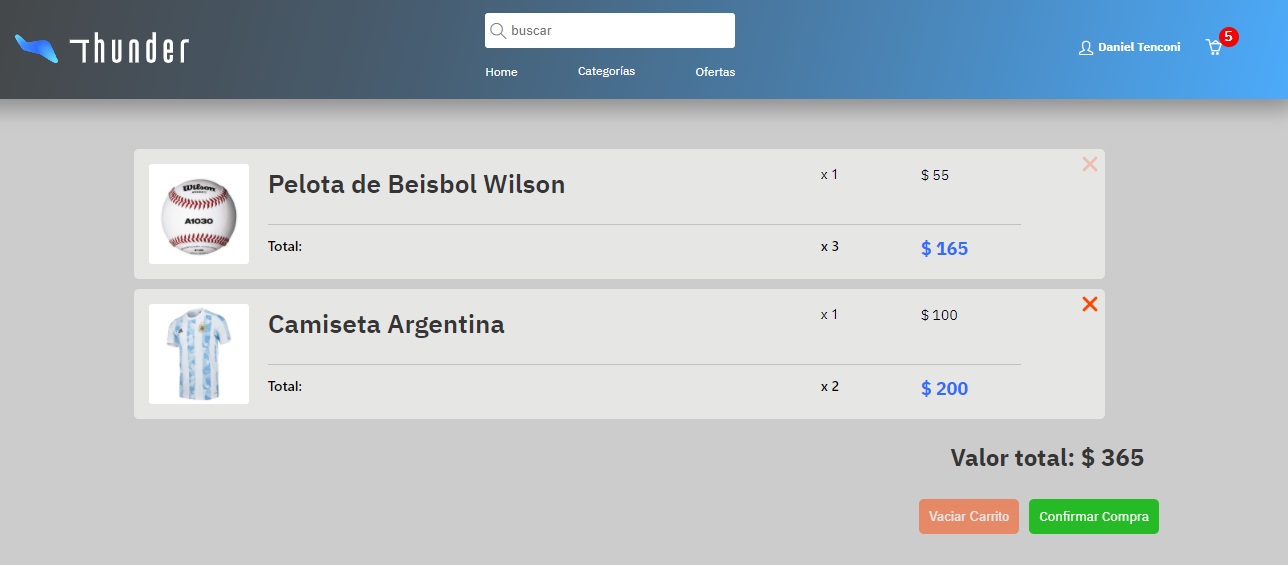 Thunder
buscar
Home Categorías Ofertas
Daniel Tenconi
5
Wilson
A1030
Pelota de Beisbol Wilson x 1 $ 55
Total: x 3 $ 165
Camiseta Argentina x 1 $ 100
Total: x 2 $ 200
Valor total: $ 365
Vaciar Carrito Confirmar Compra